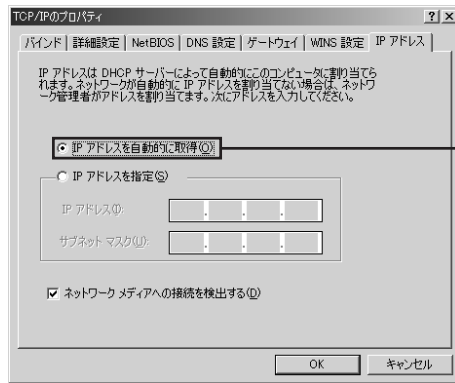 TCP/IPのプロパティ
バインド 詳細設定 NetBIOS DNS 設定 ゲートウェイ WINS 設定 IP アドレス
IP アドレスは DHCP サーバーによって自動的にこのコンピュータに割り当てら
れます。ネットワークが自動的に IP アドレスを割り当てない場合は、ネットワ
ーク管理者がアドレスを割り当てます。次にアドレスを入力してください。
IP アドレスを自動的に取得(O)
IP アドレスを指定(S)
IP アドレス(I):
サブネット マスク(U):
ネットワーク メディアへの接続を検出する(D)
OK キャンセル